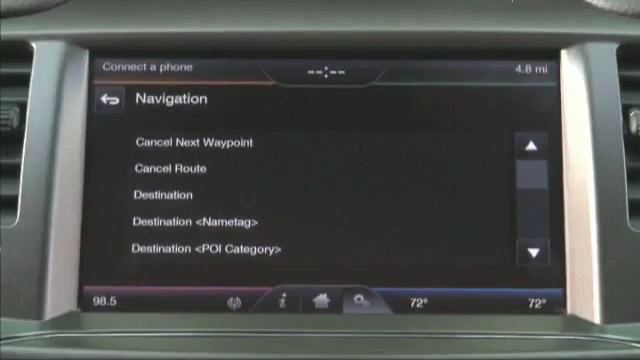 Connect a phone
--:--
4.8 mi
Navigation
Cancel Next Waypoint
Cancel Route
Destination
Destination <Nametag>
Destination <POI Category>
98.5
72°
72°